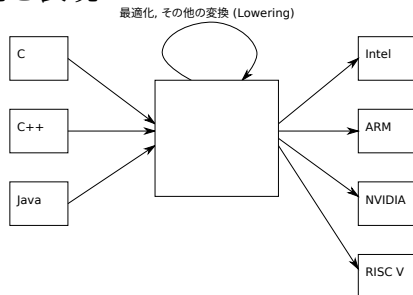 最適化, その他の変換 (Lowering)
C
Intel
C++
ARM
Java
NVIDIA
RISC V